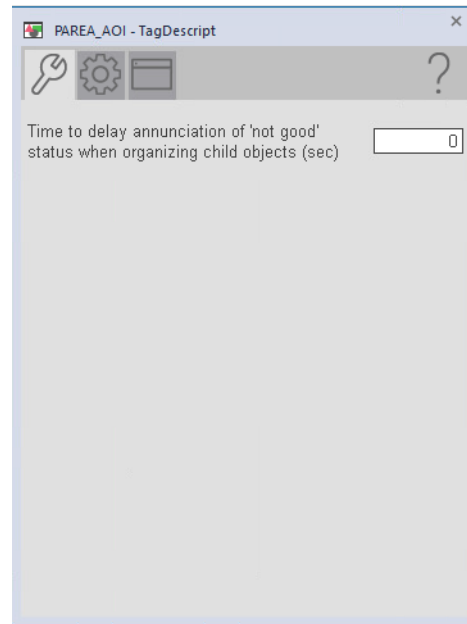 PAREA_AOI - TagDescript
Time to delay annunciation of 'not good'
status when organizing child objects (sec)
0